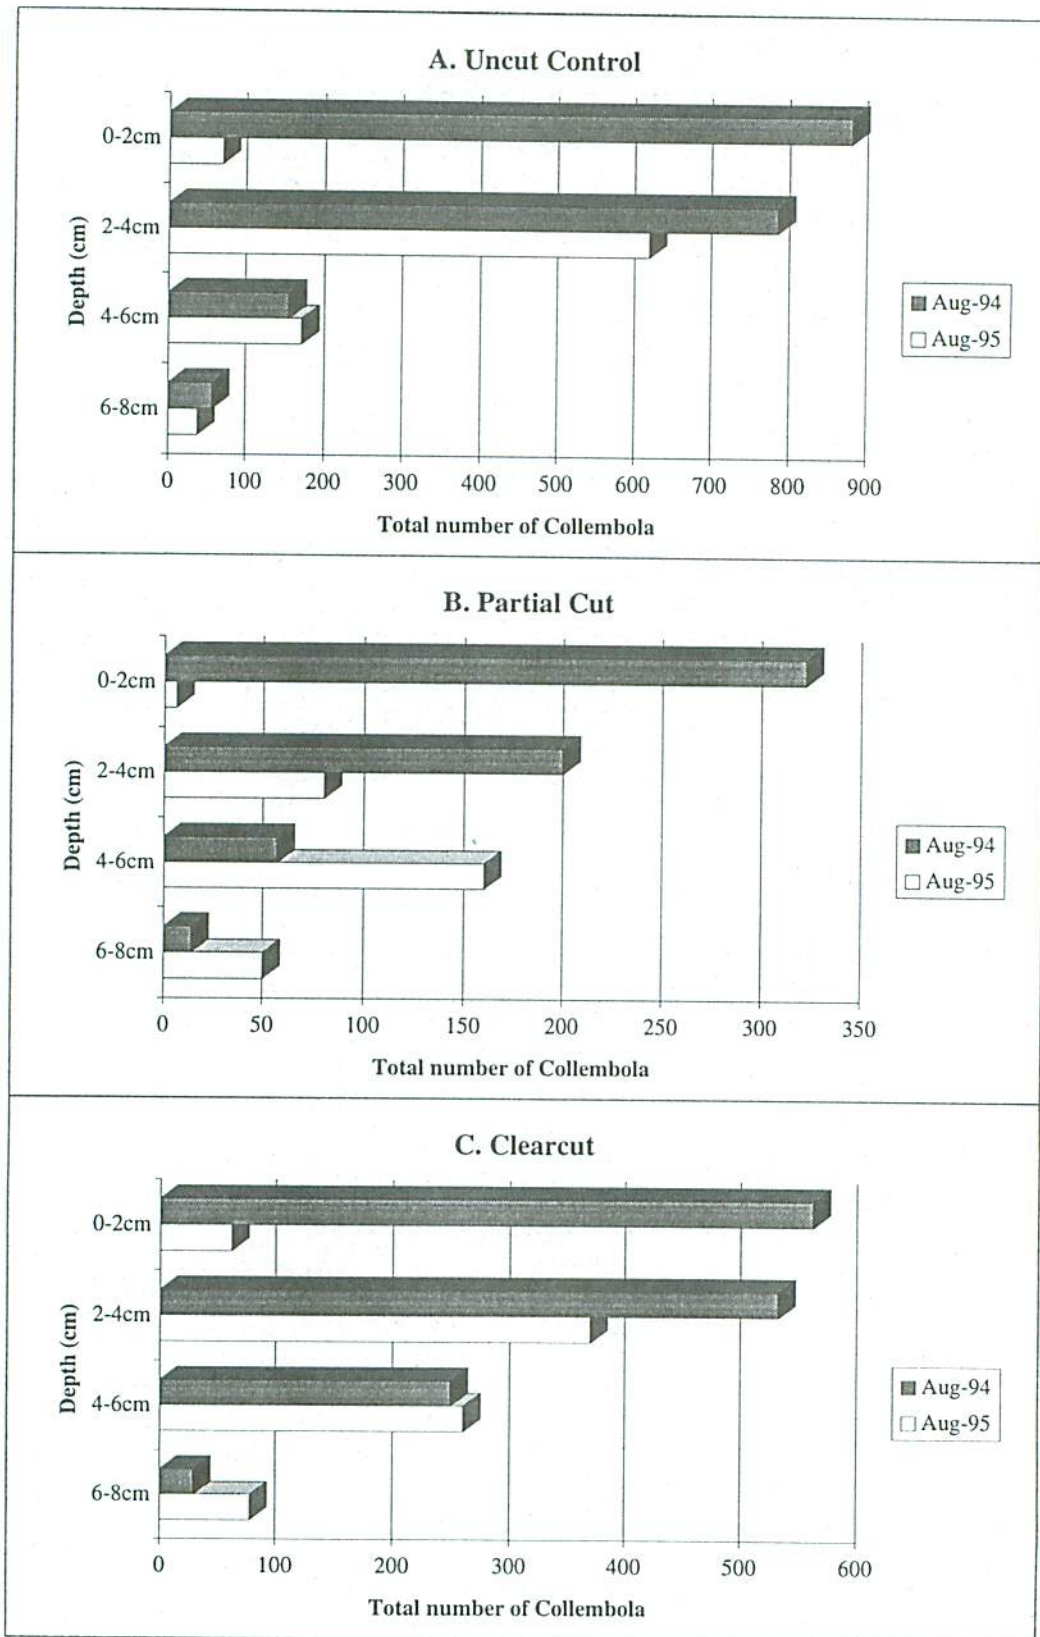 A. Uncut Control
Depth (cm)
0-2cm
2-4cm
4-6cm
6-8cm
0 100 200 300 400 500 600 700 800 900
Total number of Collembola
Aug-94
Aug-95
B. Partial Cut
Depth (cm)
0-2cm
2-4cm
4-6cm
6-8cm
0 50 100 150 200 250 300 350
Total number of Collembola
Aug-94
Aug-95
C. Clearcut
Depth (cm)
0-2cm
2-4cm
4-6cm
6-8cm
0 100 200 300 400 500 600
Total number of Collembola
Aug-94
Aug-95